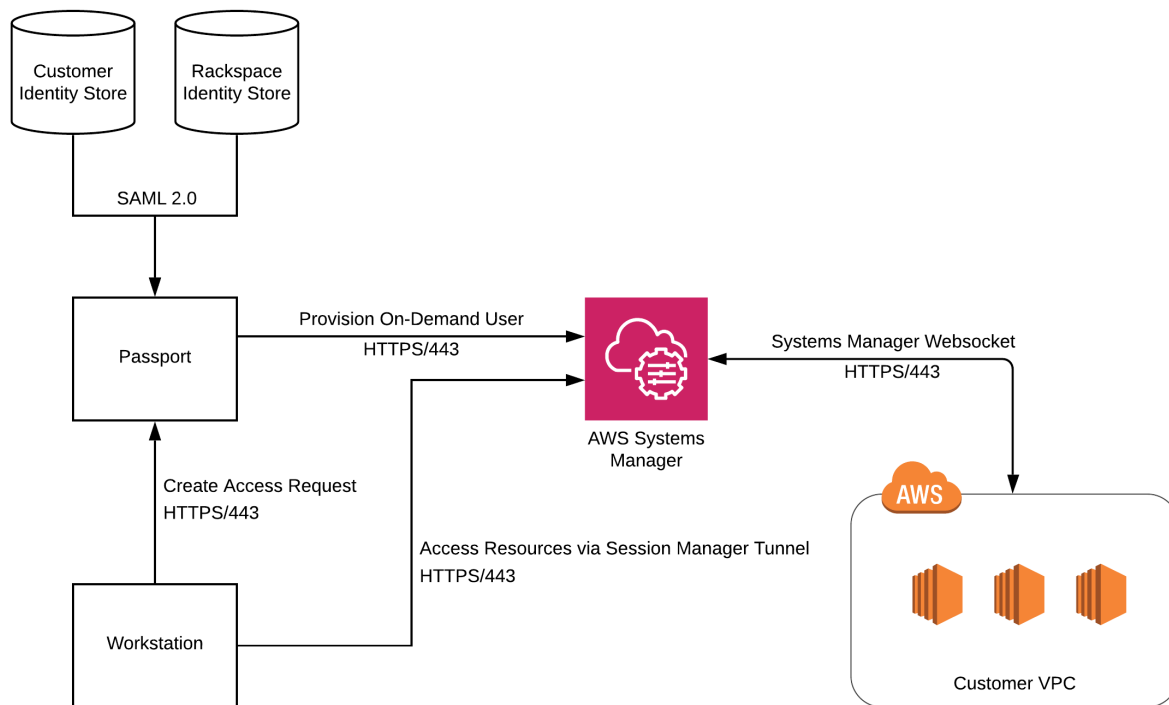 Customer
Identity Store
Rackspace
Identity Store
SAML 2.0
Passport
Provision On-Demand User
HTTPS/443
Systems Manager Websocket
HTTPS/443
AWS Systems
Manager
Create Access Request
HTTPS/443
AWS
Access Resources via Session Manager Tunnel
HTTPS/443
Workstation
Customer VPC